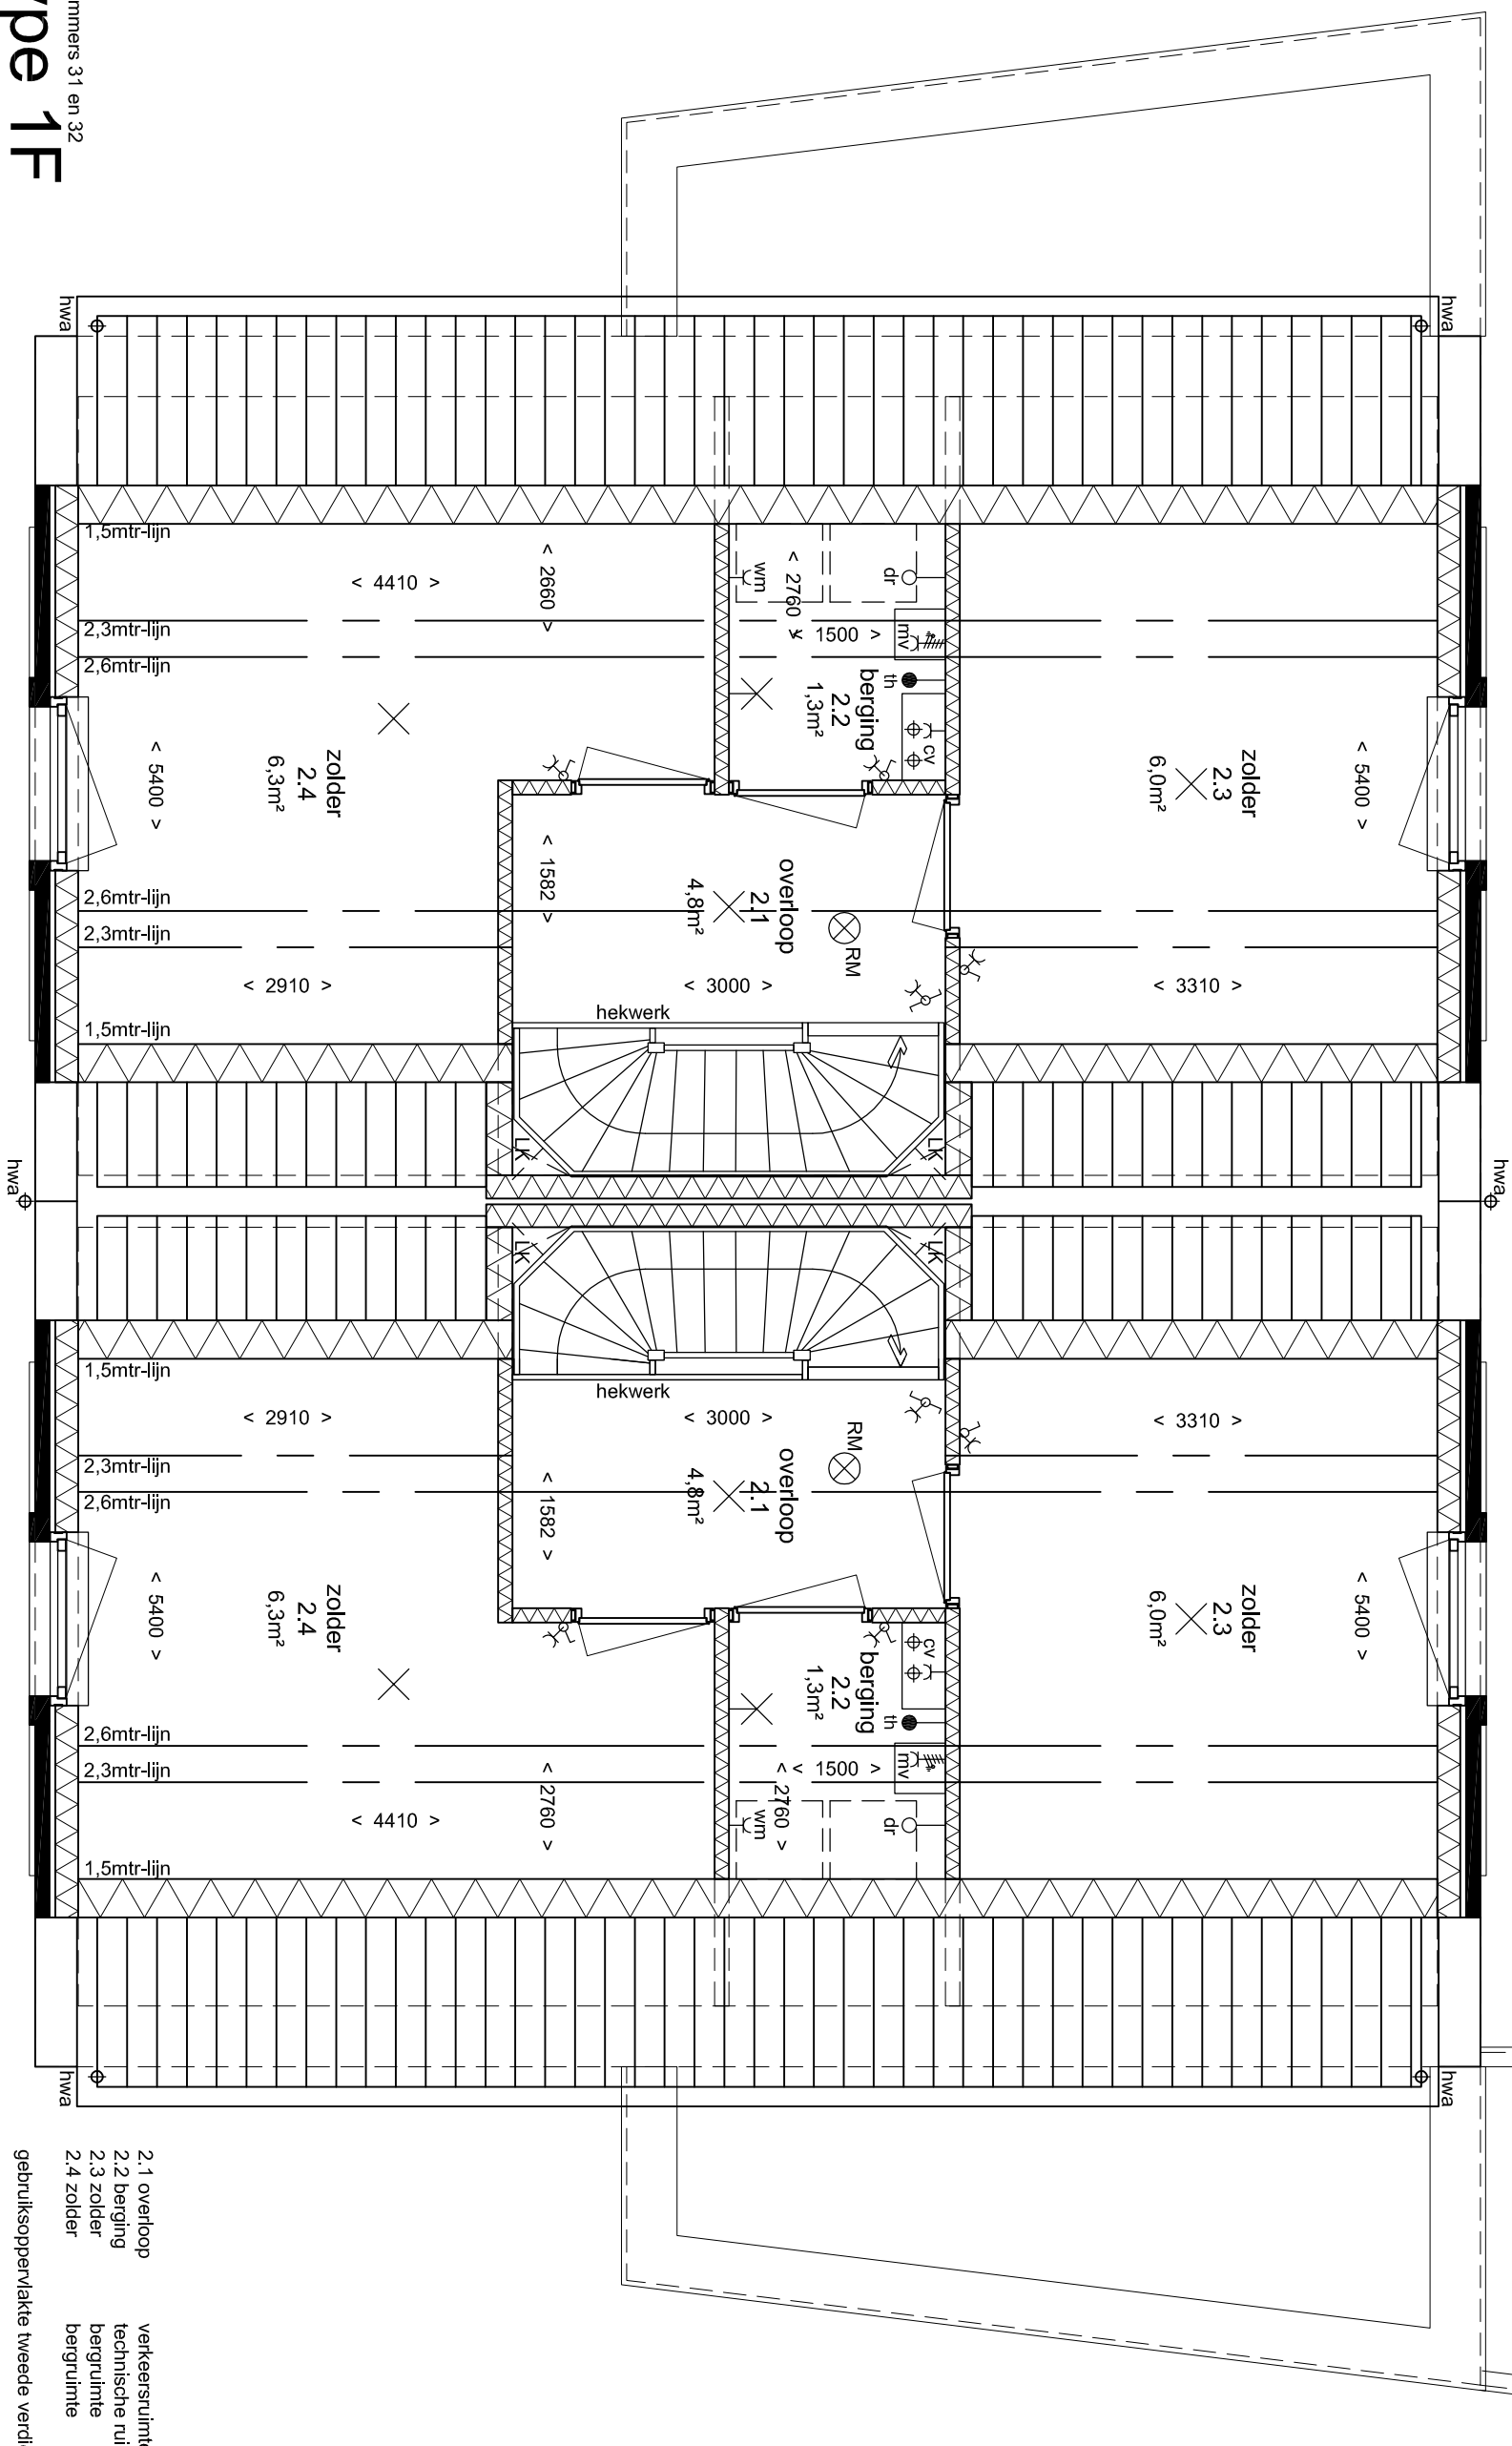 mmers 31 en 32
ype 1F
hwa
hwa
1,5mtr-lijn
2,3mtr-lijn
2,6mtr-lijn
< 4410 >
< 2660 >
wm
< 2760 >
dr
< 1500 >
mv
th
berging
2.2
1,3m²
cv
zolder
2.4
6,3m²
< 5400 >
zolder
2.3
6,0m²
< 5400 >
overloop
2.1
4,8m²
< 1582 >
RM
2,6mtr-lijn
2,3mtr-lijn
1,5mtr-lijn
< 2910 >
< 3000 >
< 3310 >
hekwerk
LK
LK
hwa
hwa
LK
LK
hekwerk
1,5mtr-lijn
2,3mtr-lijn
2,6mtr-lijn
< 2910 >
< 3000 >
< 3310 >
RM
overloop
2.1
4,8m²
< 1582 >
zolder
2.4
6,3m²
< 5400 >
zolder
2.3
6,0m²
< 5400 >
cv
berging
2.2
1,3m²
th
mv
< 1500 >
< 2760 >
< 2760 >
wm
dr
2,6mtr-lijn
2,3mtr-lijn
1,5mtr-lijn
< 4410 >
hwa
hwa
2.1 overloop verkeersruimte
2.2 berging technische rui
2.3 zolder bergruimte
2.4 zolder bergruimte
gebruiksoppervlakte tweede verdi